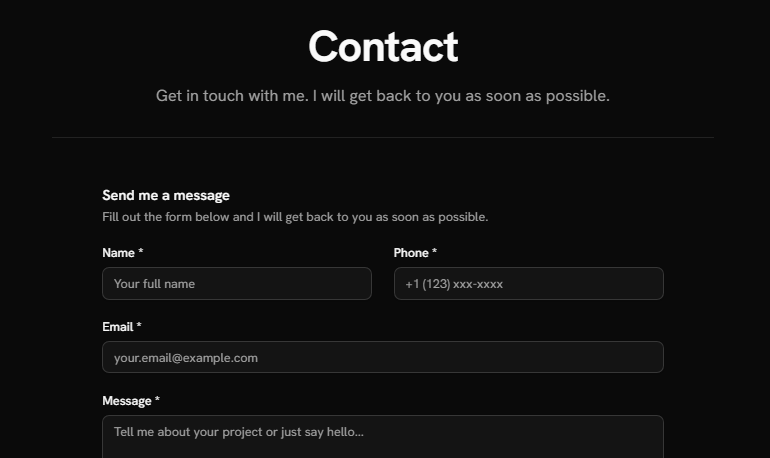 Contact
Get in touch with me. I will get back to you as soon as possible.
Send me a message
Fill out the form below and I will get back to you as soon as possible.
Name * Phone *
Your full name +1 (123) xxx-xxxx
Email *
your.email@example.com
Message *
Tell me about your project or just say hello...